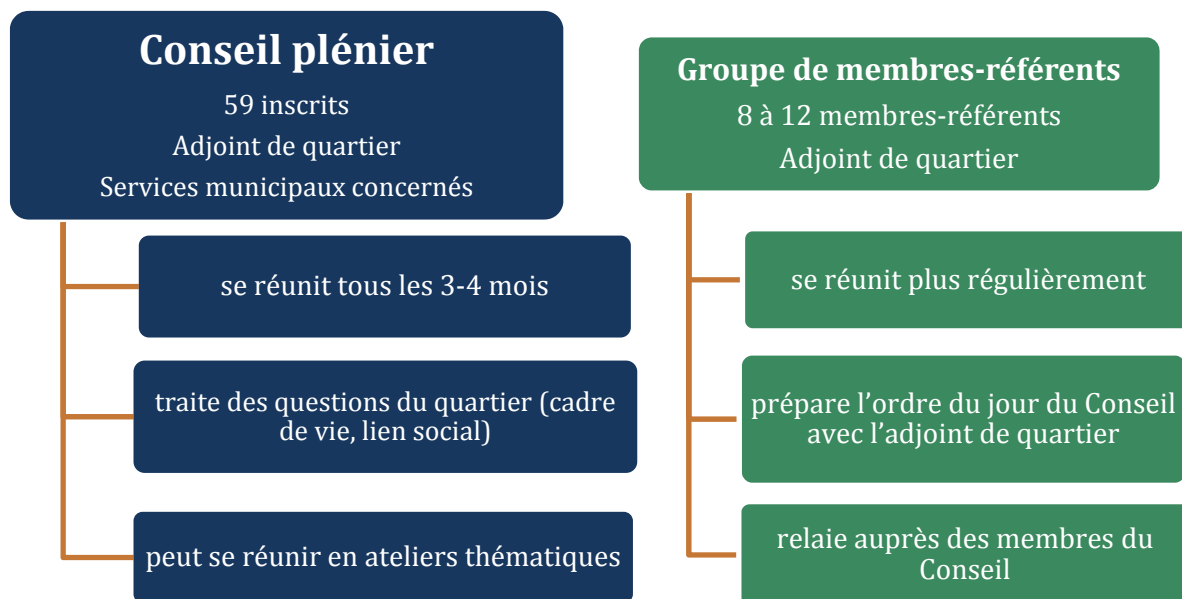 Conseil plénier
59 inscrits
Adjoint de quartier
Services municipaux concernés
se réunit tous les 3-4 mois
traite des questions du quartier (cadre
de vie, lien social)
peut se réunir en ateliers thématiques
Groupe de membres-référents
8 à 12 membres-référents
Adjoint de quartier
se réunit plus régulièrement
prépare l’ordre du jour du Conseil
avec l’adjoint de quartier
relaie auprès des membres du
Conseil